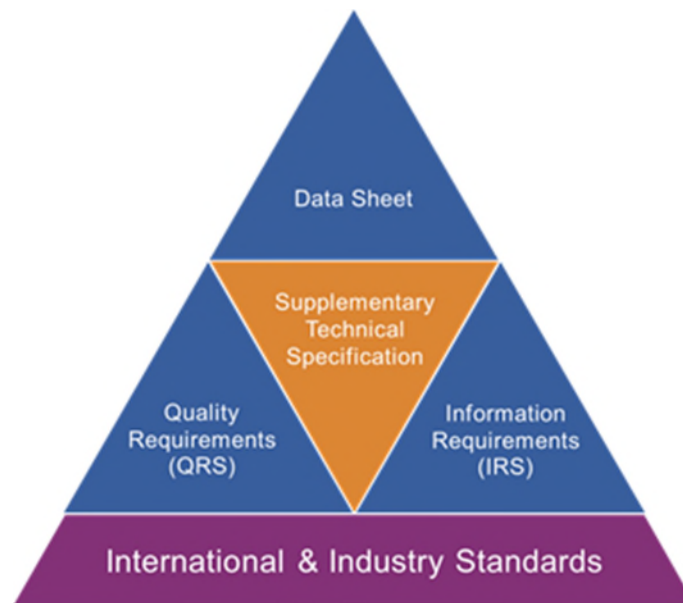 Data Sheet
Supplementary
Technical
Specification
Quality
Requirements
(QRS)
Information
Requirements
(IRS)
International & Industry Standards